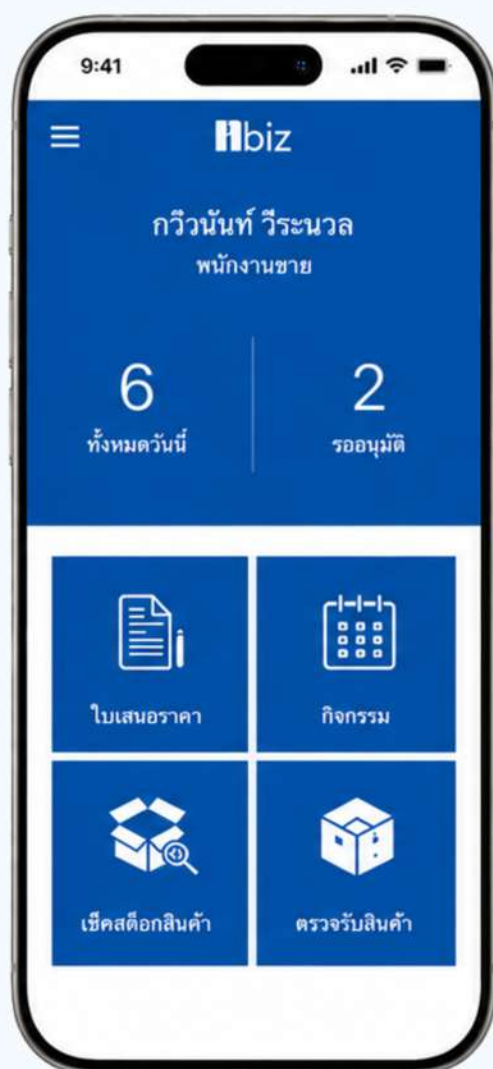 9:41
biz
กวีวนันท์ วีระนวล
พนักงานขาย
6
2
ทั้งหมดวันนี้
รออนุมัติ
ใบเสนอราคา
กิจกรรม
เช็คสต็อกสินค้า
ตรวจรับสินค้า